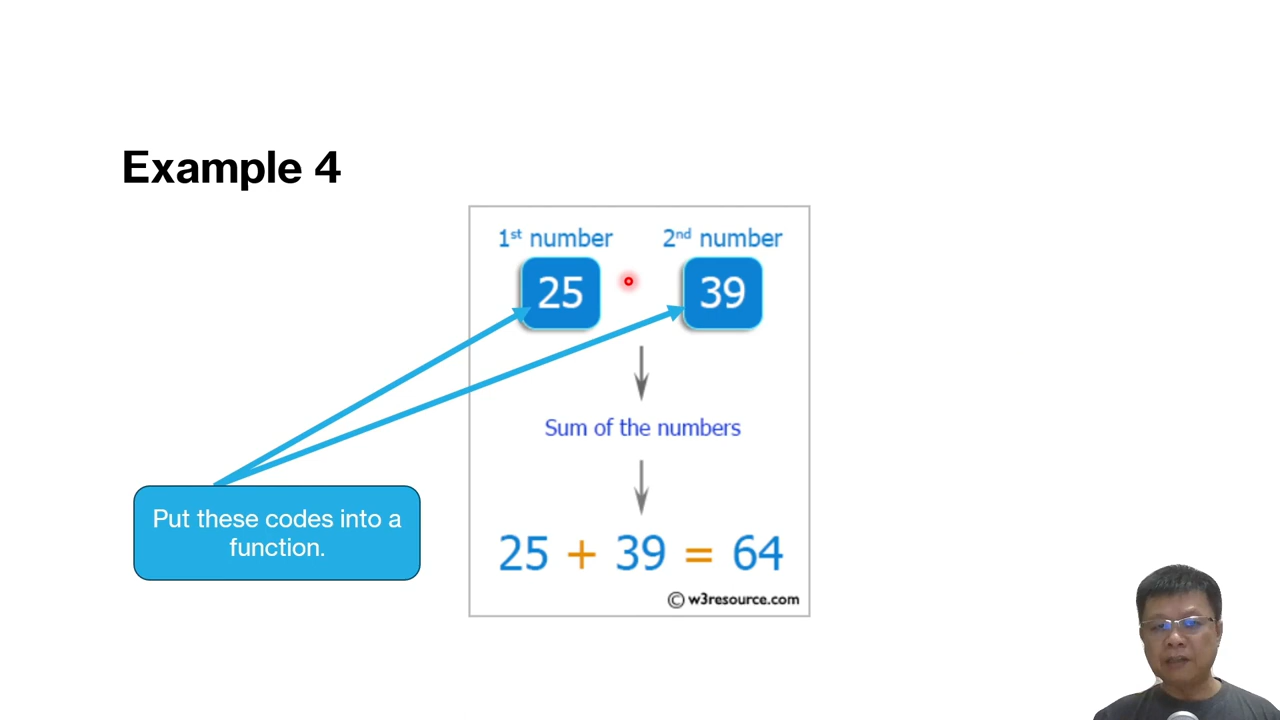 Example 4
1st number 2nd number
25 39
Sum of the numbers
25 + 39 = 64
© w3resource.com
Put these codes into a
function.